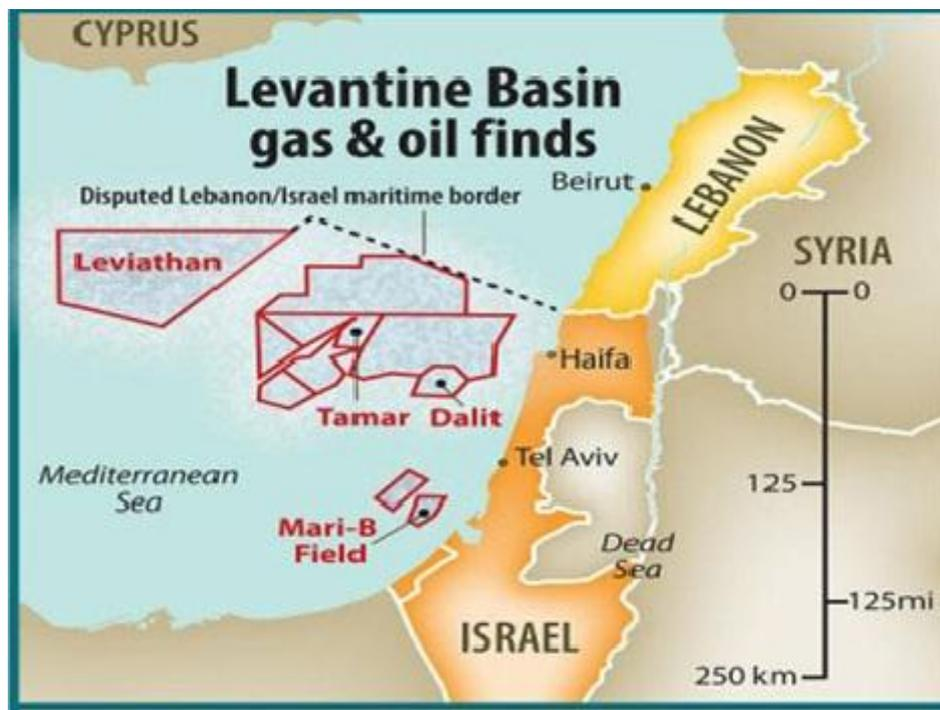 CYPRUS
Levantine Basin
gas & oil finds
Disputed Lebanon/Israel maritime border
Beirut
LEBANON
Leviathan
SYRIA
0
0
Haifa
Tamar
Dalit
Tel Aviv
Mediterranean
Sea
125
Mari-B
Field
Dead
Sea
125mi
ISRAEL
250 km